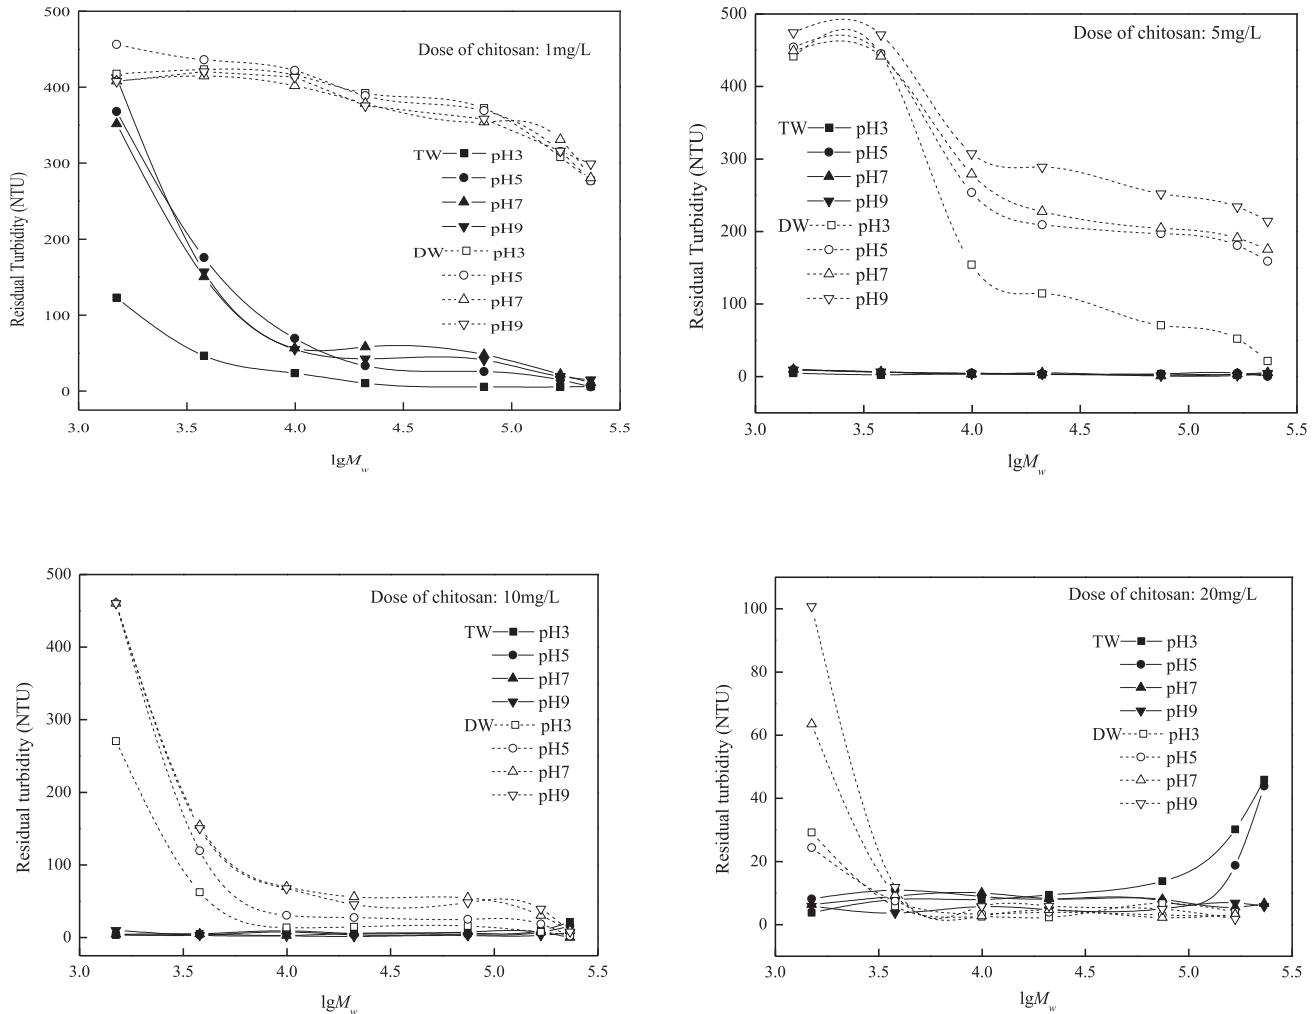 500
400
300
200
100
0
Reisdual Turbidity (NTU)
Dose of chitosan: 1mg/L
TW pH3
pH5
pH7
pH9
DW pH3
pH5
pH7
pH9
3.0 3.5 4.0 4.5 5.0 5.5
lgMw
500
400
300
200
100
0
Residual Turbidity (NTU)
Dose of chitosan: 5mg/L
TW pH3
pH5
pH7
pH9
DW pH3
pH5
pH7
pH9
3.0 3.5 4.0 4.5 5.0 5.5
lgMw
500
400
300
200
100
0
Residual turbidity (NTU)
Dose of chitosan: 10mg/L
TW pH3
pH5
pH7
pH9
DW pH3
pH5
pH7
pH9
3.0 3.5 4.0 4.5 5.0 5.5
lgMw
100
80
60
40
20
0
Residual turbidity (NTU)
Dose of chitosan: 20mg/L
TW pH3
pH5
pH7
pH9
DW pH3
pH5
pH7
pH9
3.0 3.5 4.0 4.5 5.0 5.5
lgMw